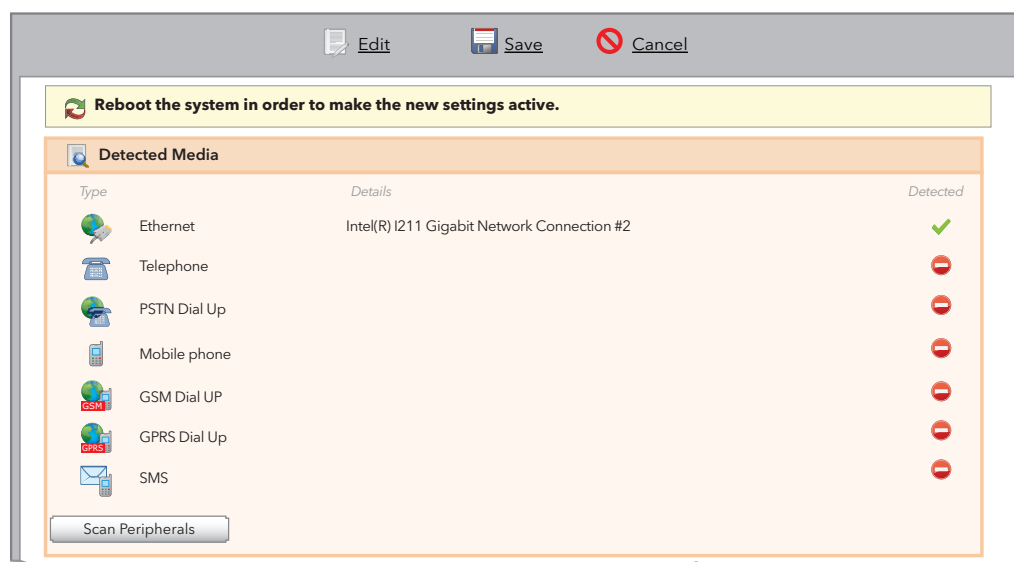 Edit Save Cancel
Reboot the system in order to make the new settings active.
Detected Media
Type Details Detected
Ethernet Intel(R) I211 Gigabit Network Connection #2
Telephone
PSTN Dial Up
Mobile phone
GSM GSM Dial UP
GPRS GPRS Dial Up
SMS
Scan Peripherals